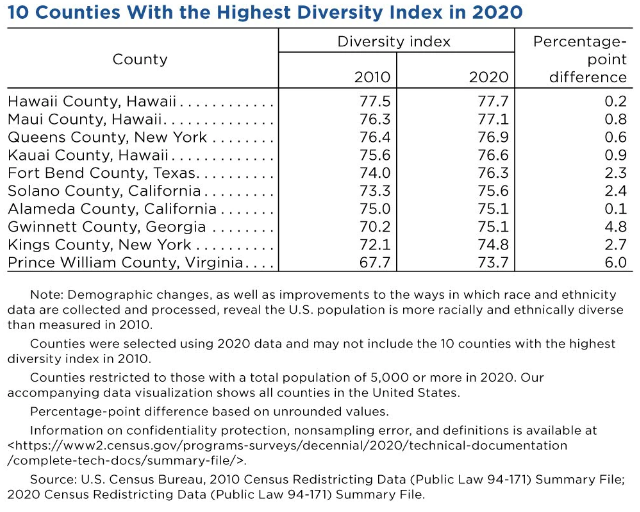 10 Counties With the Highest Diversity Index in 2020
County Diversity index Percentage-point difference
2010 2020
Hawaii County, Hawaii............ 77.5 77.7 0.2
Maui County, Hawaii.............. 76.3 77.1 0.8
Queens County, New York ........ 76.4 76.9 0.6
Kauai County, Hawaii............. 75.6 76.6 0.9
Fort Bend County, Texas.......... 74.0 76.3 2.3
Solano County, California......... 73.3 75.6 2.4
Alameda County, California ....... 75.0 75.1 0.1
Gwinnett County, Georgia ........ 70.2 75.1 4.8
Kings County, New York .......... 72.1 74.8 2.7
Prince William County, Virginia.... 67.7 73.7 6.0
Note: Demographic changes, as well as improvements to the ways in which race and ethnicity
data are collected and processed, reveal the U.S. population is more racially and ethnically diverse
than measured in 2010.
Counties were selected using 2020 data and may not include the 10 counties with the highest
diversity index in 2010.
Counties restricted to those with a total population of 5,000 or more in 2020. Our
accompanying data visualization shows all counties in the United States.
Percentage-point difference based on unrounded values.
Information on confidentiality protection, nonsampling error, and definitions is available at
<https://www2.census.gov/programs-surveys/decennial/2020/technical-documentation
/complete-tech-docs/summary-file/>.
Source: U.S. Census Bureau, 2010 Census Redistricting Data (Public Law 94-171) Summary File;
2020 Census Redistricting Data (Public Law 94-171) Summary File.